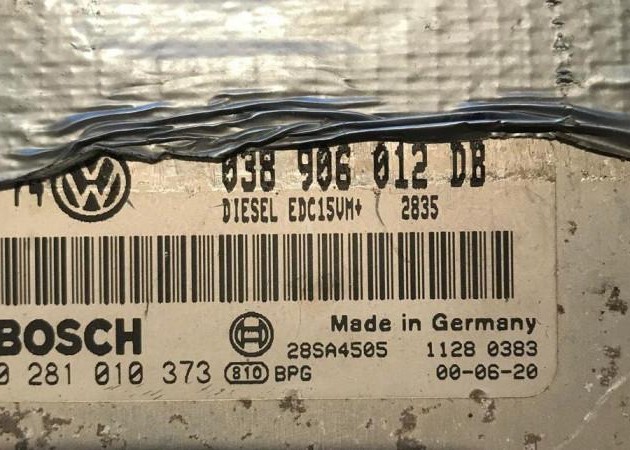 038 906 012 DB
DIESEL EDC15VM+ 2835
BOSCH
Made in Germany
28SA4505 1128 0383
0 281 010 373 810 BPG 00-06-20